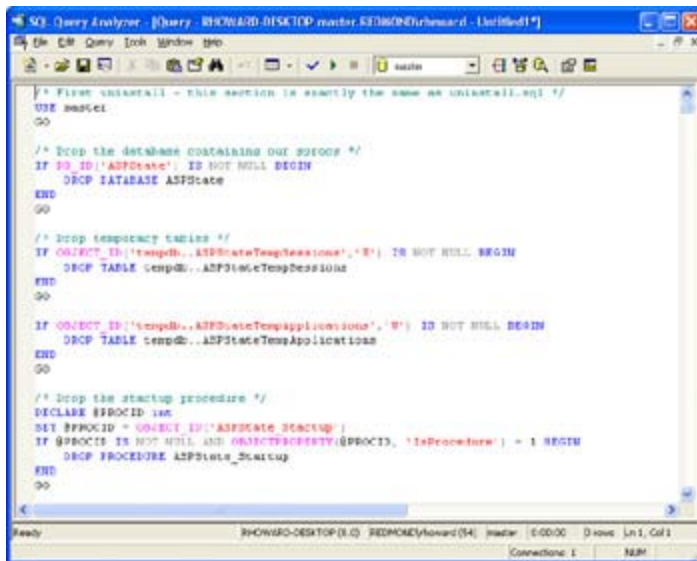 SQL Query Analyzer - [Query - RHOWARD-DESKTOP.master.REDMOND\rhoward - Untitled1*]
File Edit Query Tools Window Help
master
/* First uninstall - this section is exactly the same as uninstall.sql */
USE master
GO
/* Drop the database containing our sprocs */
IF DB_ID('ASPState') IS NOT NULL BEGIN
DROP DATABASE ASPState
END
GO
/* Drop temporary tables */
IF OBJECT_ID('tempdb..ASPStateTempSessions','U') IS NOT NULL BEGIN
DROP TABLE tempdb..ASPStateTempSessions
END
GO
IF OBJECT_ID('tempdb..ASPStateTempApplications','U') IS NOT NULL BEGIN
DROP TABLE tempdb..ASPStateTempApplications
END
GO
/* Drop the startup procedure */
DECLARE @PROCID int
SET @PROCID = OBJECT_ID('ASPState_Startup')
IF @PROCID IS NOT NULL AND OBJECTPROPERTY(@PROCID, 'IsProcedure') = 1 BEGIN
DROP PROCEDURE ASPState_Startup
END
GO
Ready RHOWARD-DESKTOP (8.0) REDMOND\rhoward (54) master 0:00:00 0 rows Ln 1, Col 1
Connections: 1 NUM